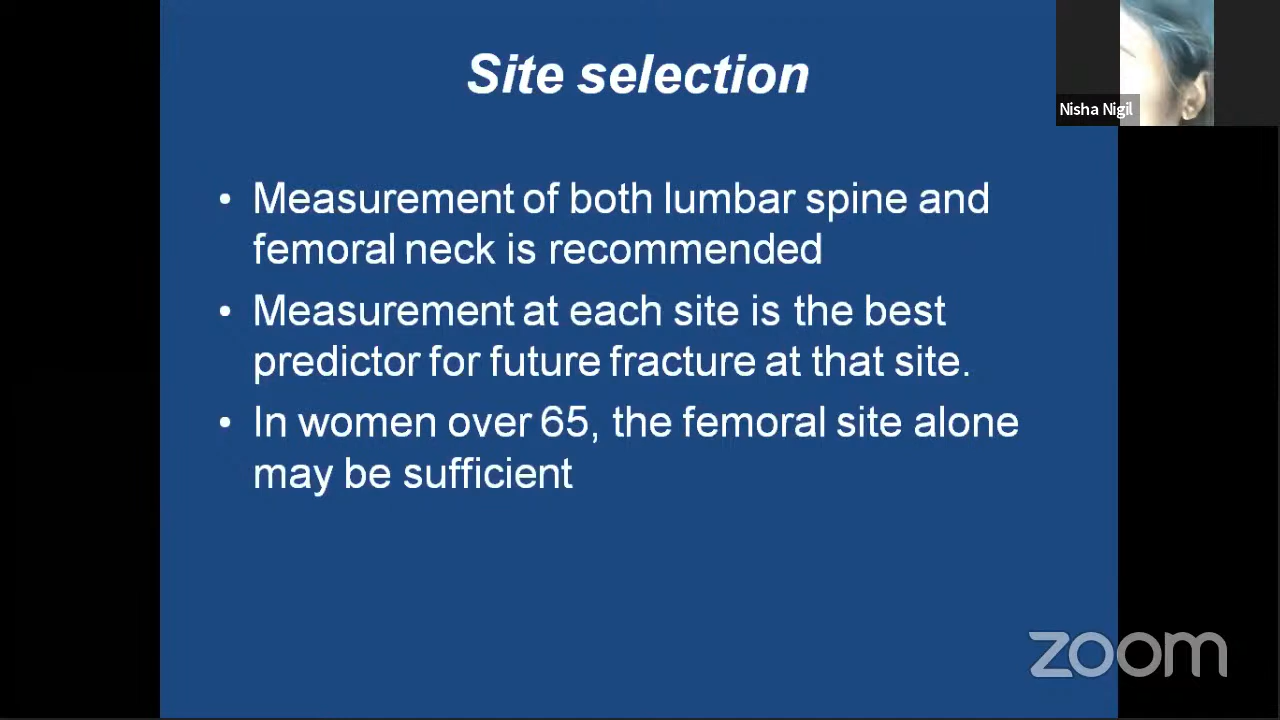 Site selection
Nisha Nigil
• Measurement of both lumbar spine and
femoral neck is recommended
• Measurement at each site is the best
predictor for future fracture at that site.
• In women over 65, the femoral site alone
may be sufficient
zoom